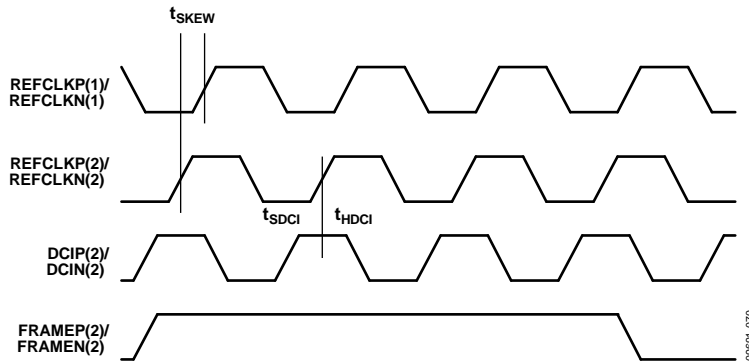 tSKEW
REFCLKP(1)/
REFCLKN(1)
REFCLKP(2)/
REFCLKN(2)
tSDCI tHDCI
DCIP(2)/
DCIN(2)
FRAMEP(2)/
FRAMEN(2)